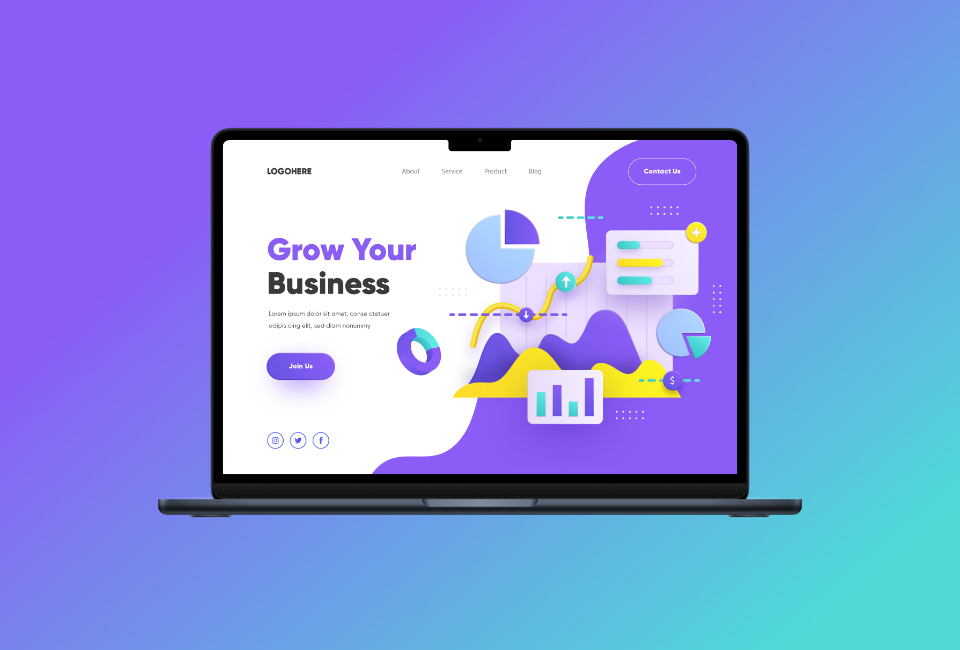 LOGOHERE
About Service Product Blog
Contact Us
Grow Your
Business
Lorem ipsum dolor sit amet, conse ctetuer
adipis cing elit, sed diam nonummy
Join Us
$